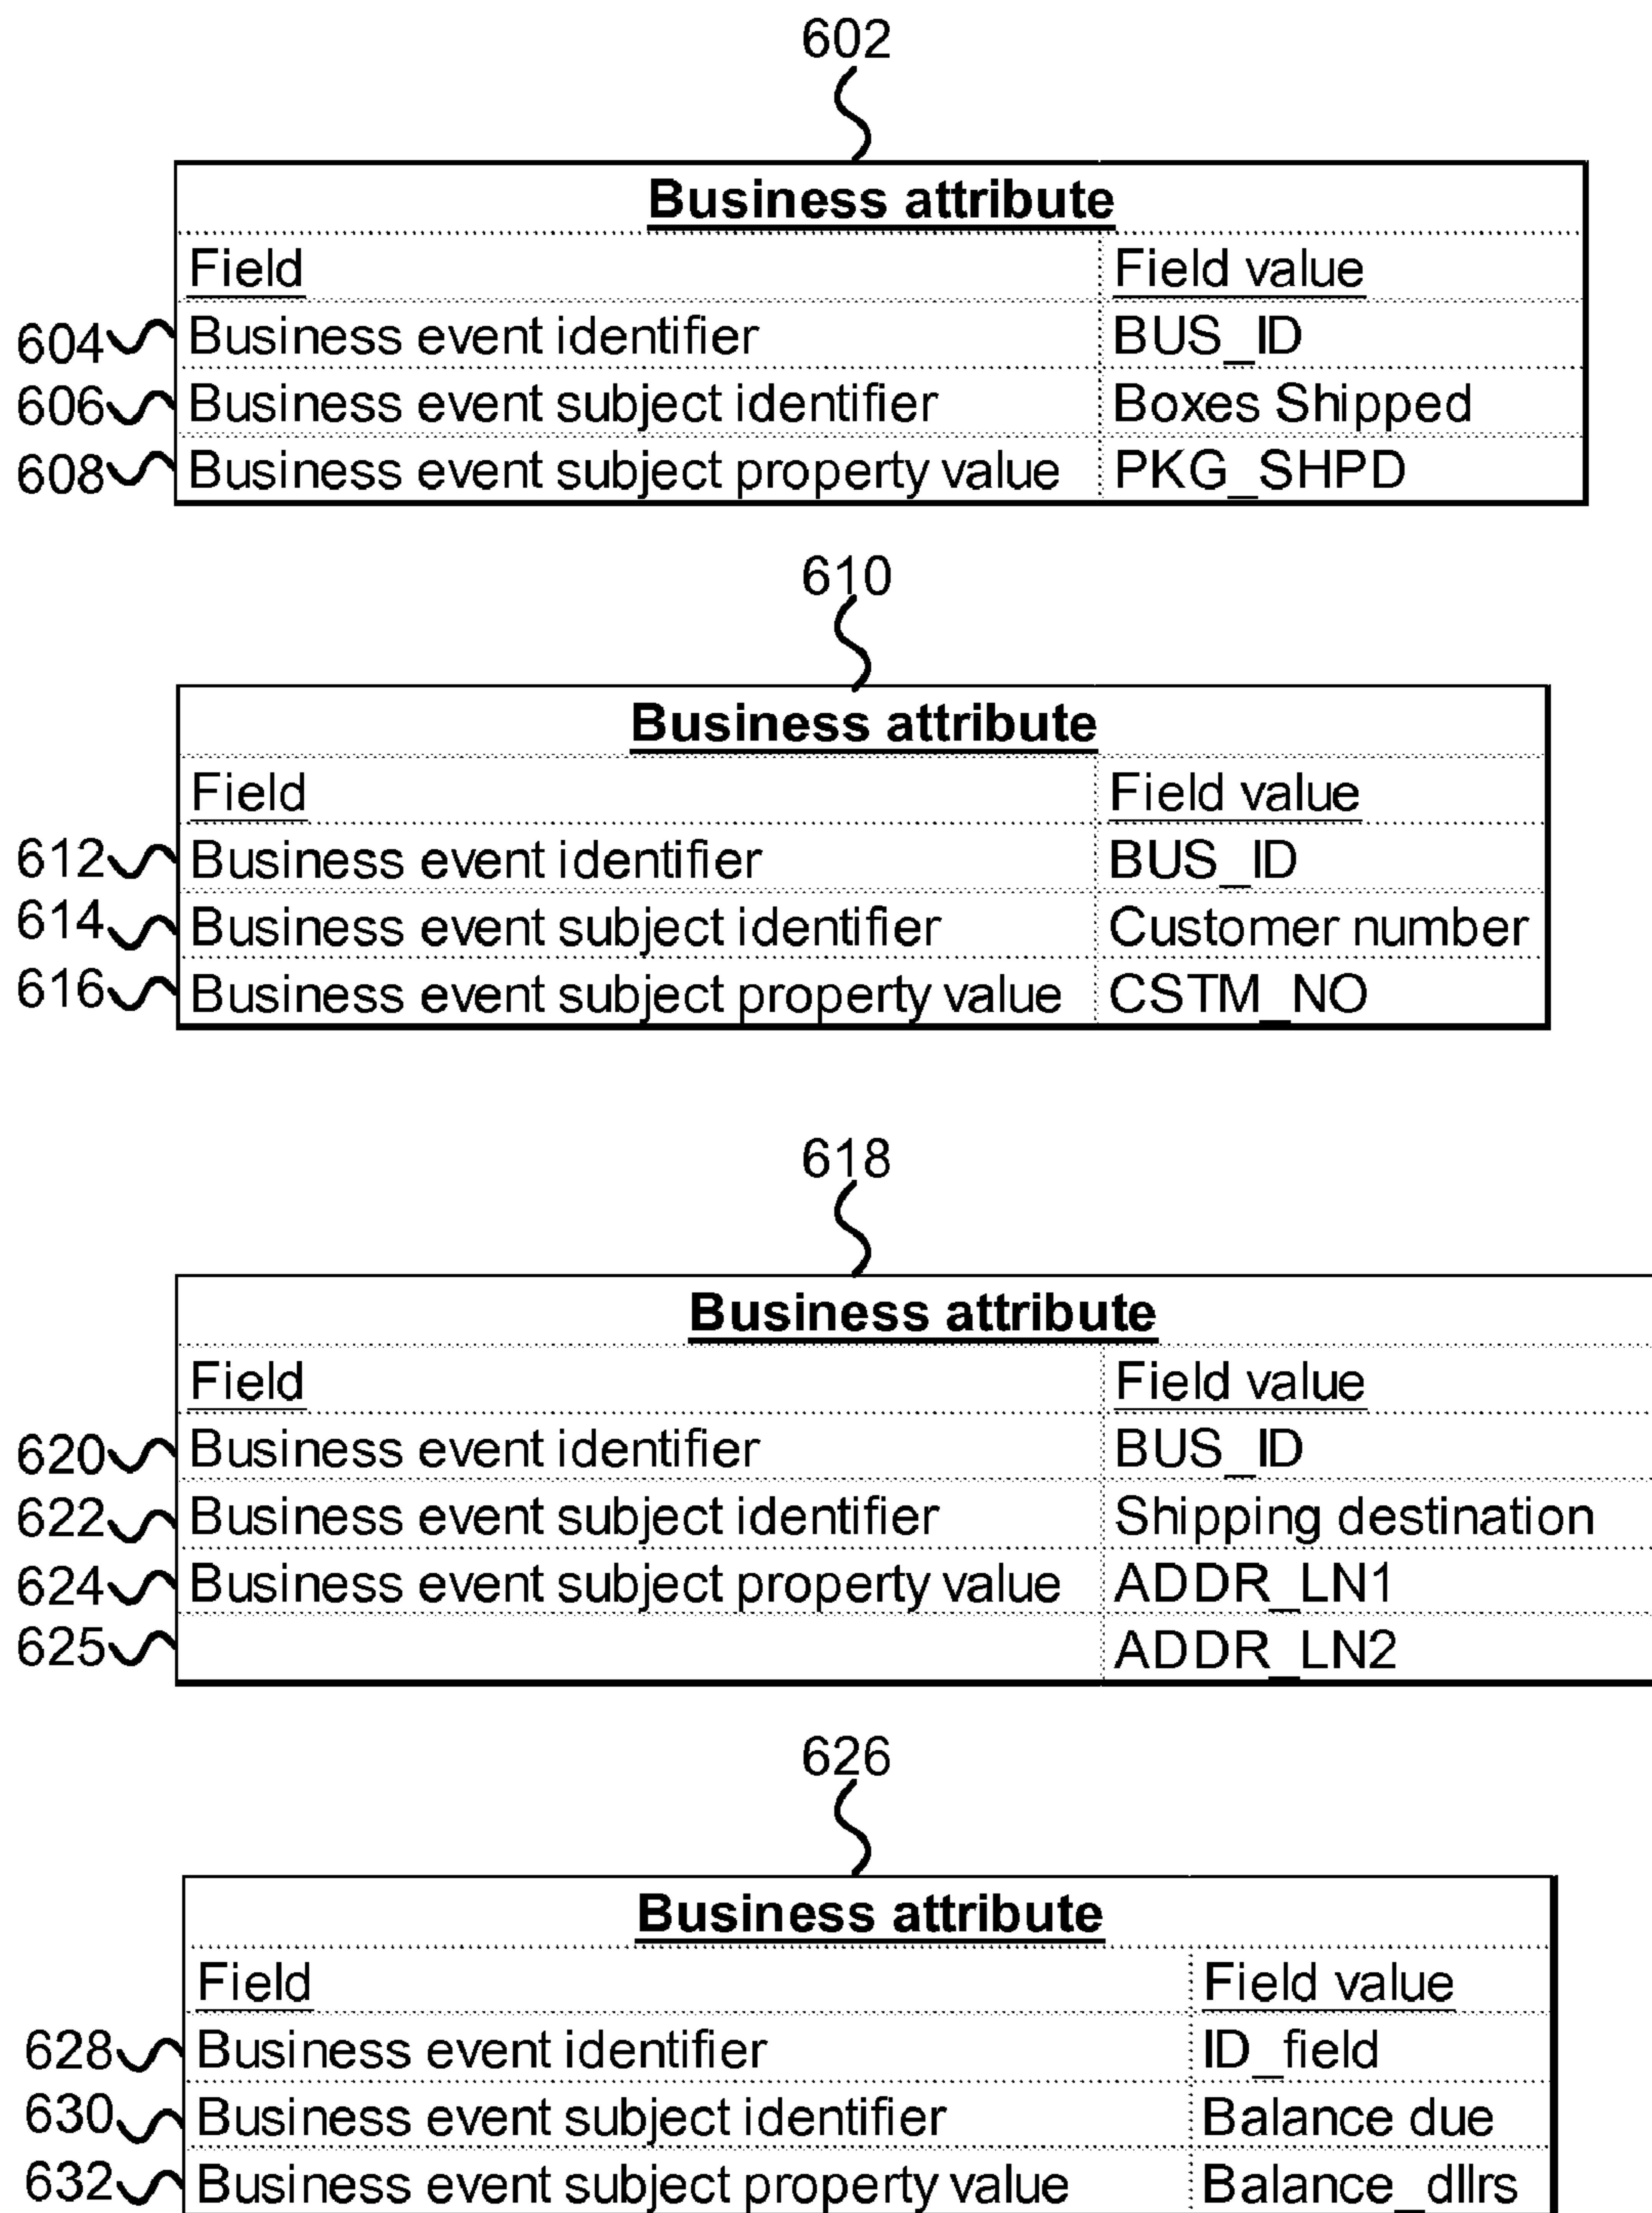 602
Business attribute
Field Field value
604 Business event identifier BUS_ID
606 Business event subject identifier Boxes Shipped
608 Business event subject property value PKG_SHPD
610
Business attribute
Field Field value
612 Business event identifier BUS_ID
614 Business event subject identifier Customer number
616 Business event subject property value CSTM_NO
618
Business attribute
Field Field value
620 Business event identifier BUS_ID
622 Business event subject identifier Shipping destination
624 Business event subject property value ADDR_LN1
625 ADDR_LN2
626
Business attribute
Field Field value
628 Business event identifier ID_field
630 Business event subject identifier Balance due
632 Business event subject property value Balance_dllrs